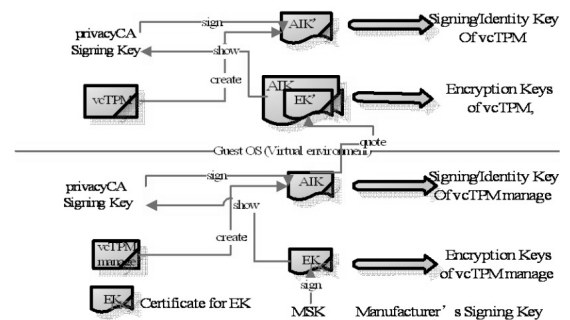 sign
AIK'
Signing/Identity Key
Of vcTPM
privacyCA
Signing Key
show
create
vcTPM
AIK
EK'
Encryption Keys
of vcTPM,
Guest OS (Virtual environment)
quote
sign
AIK
Signing/Identity Key
Of vcTPM manage
privacyCA
Signing Key
show
create
vcTPM
manage
EK
Encryption Keys
of vcTPM manage
sign
EK
Certificate for EK
MSK
Manufacturer's Signing Key